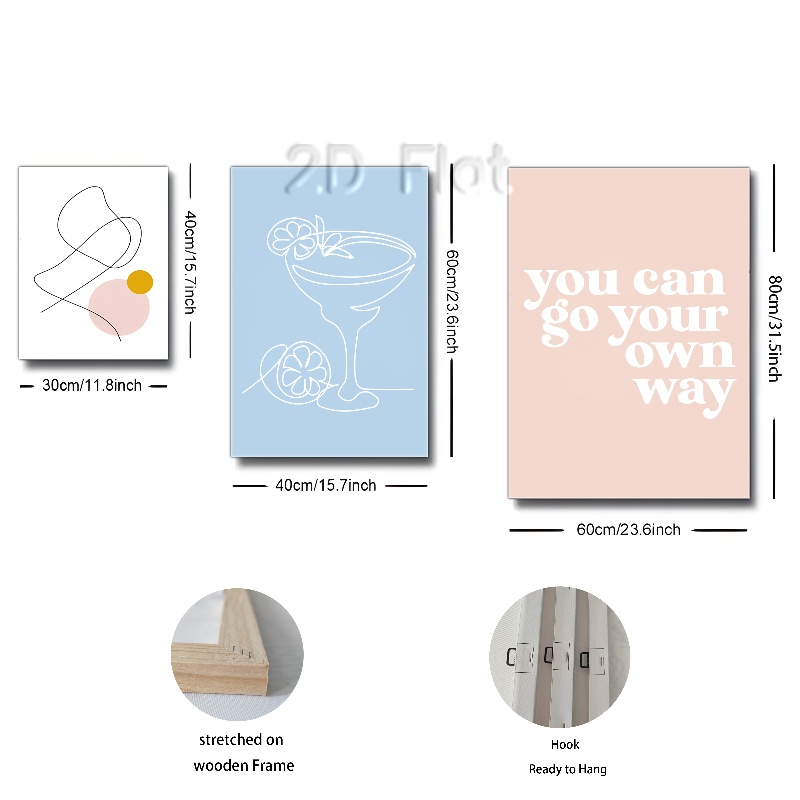 2D Flat
40cm/15.7inch
30cm/11.8inch
60cm/23.6inch
40cm/15.7inch
you can
go your
own
way
80cm/31.5inch
60cm/23.6inch
stretched on
wooden Frame
Hook
Ready to Hang